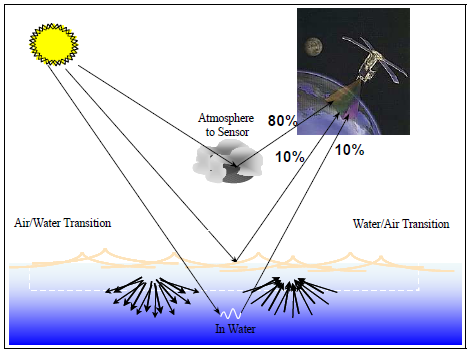 Atmosphere
to Sensor
80%
10%
10%
Air/Water Transition
Water/Air Transition
In Water